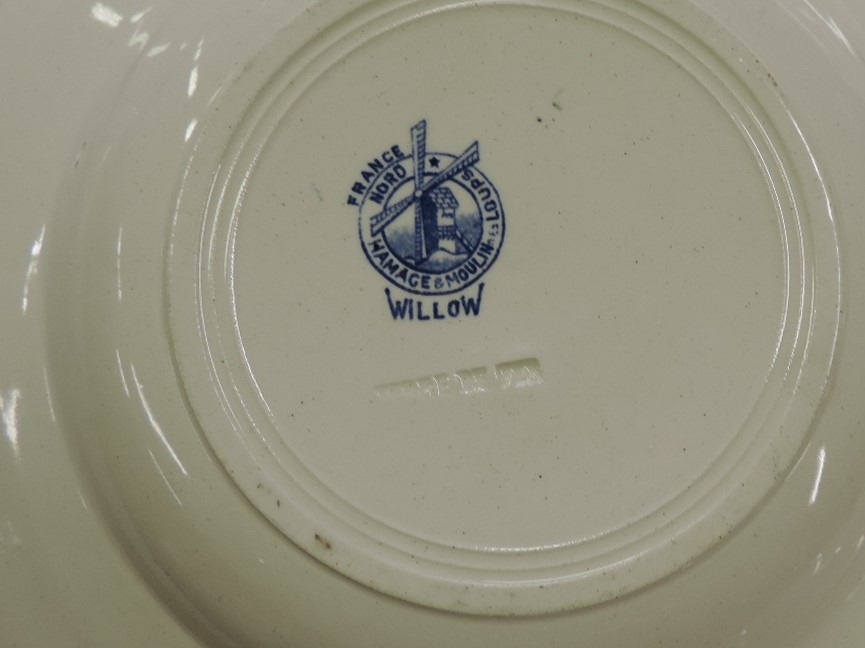 FRANCE
NORD
HAMAGE & MOULIN DES LOUPS
WILLOW